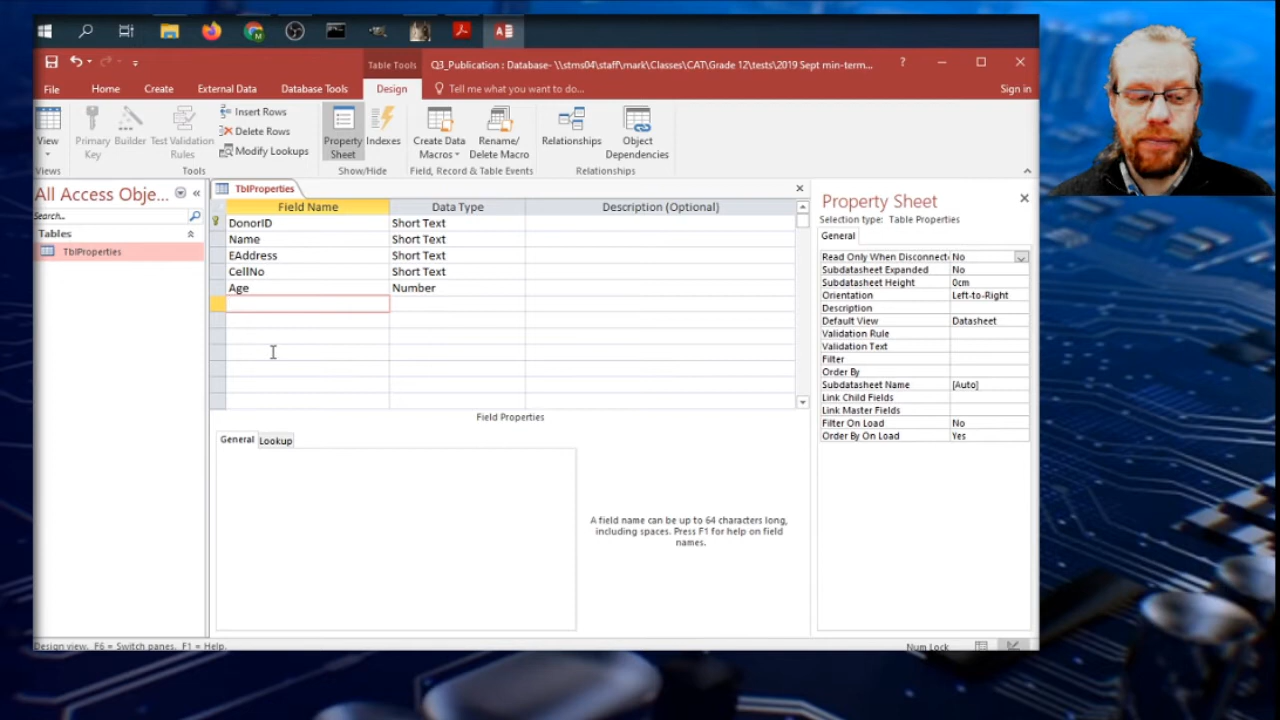 Table Tools
Q3_Publication : Database- \\stms04\staff\mark\Classes\CAT\Grade 12\tests\2019 Sept min-term...
?
File
Home
Create
External Data
Database Tools
Design
Tell me what you want to do...
Sign in
View
Primary Key
Builder
Test Validation Rules
Insert Rows
Delete Rows
Modify Lookups
Property Sheet
Indexes
Create Data Macros
Rename/ Delete Macro
Relationships
Object Dependencies
Views
Tools
Show/Hide
Field, Record & Table Events
Relationships
All Access Obje...
Search...
Tables
TblProperties
TblProperties
Field Name Data Type Description (Optional)
DonorID Short Text
Name Short Text
EAddress Short Text
CellNo Short Text
Age Number
Field Properties
General Lookup
A field name can be up to 64 characters long,
including spaces. Press F1 for help on field
names.
Property Sheet
Selection type: Table Properties
General
Read Only When Disconnect No
Subdatasheet Expanded No
Subdatasheet Height 0cm
Orientation Left-to-Right
Description
Default View Datasheet
Validation Rule
Validation Text
Filter
Order By
Subdatasheet Name [Auto]
Link Child Fields
Link Master Fields
Filter On Load No
Order By On Load Yes
Design view. F6 = Switch panes. F1 = Help.
Num Lock